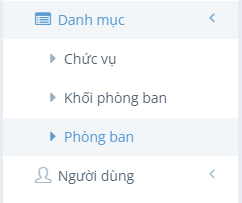 Danh mục
Chức vụ
Khối phòng ban
Phòng ban
Người dùng